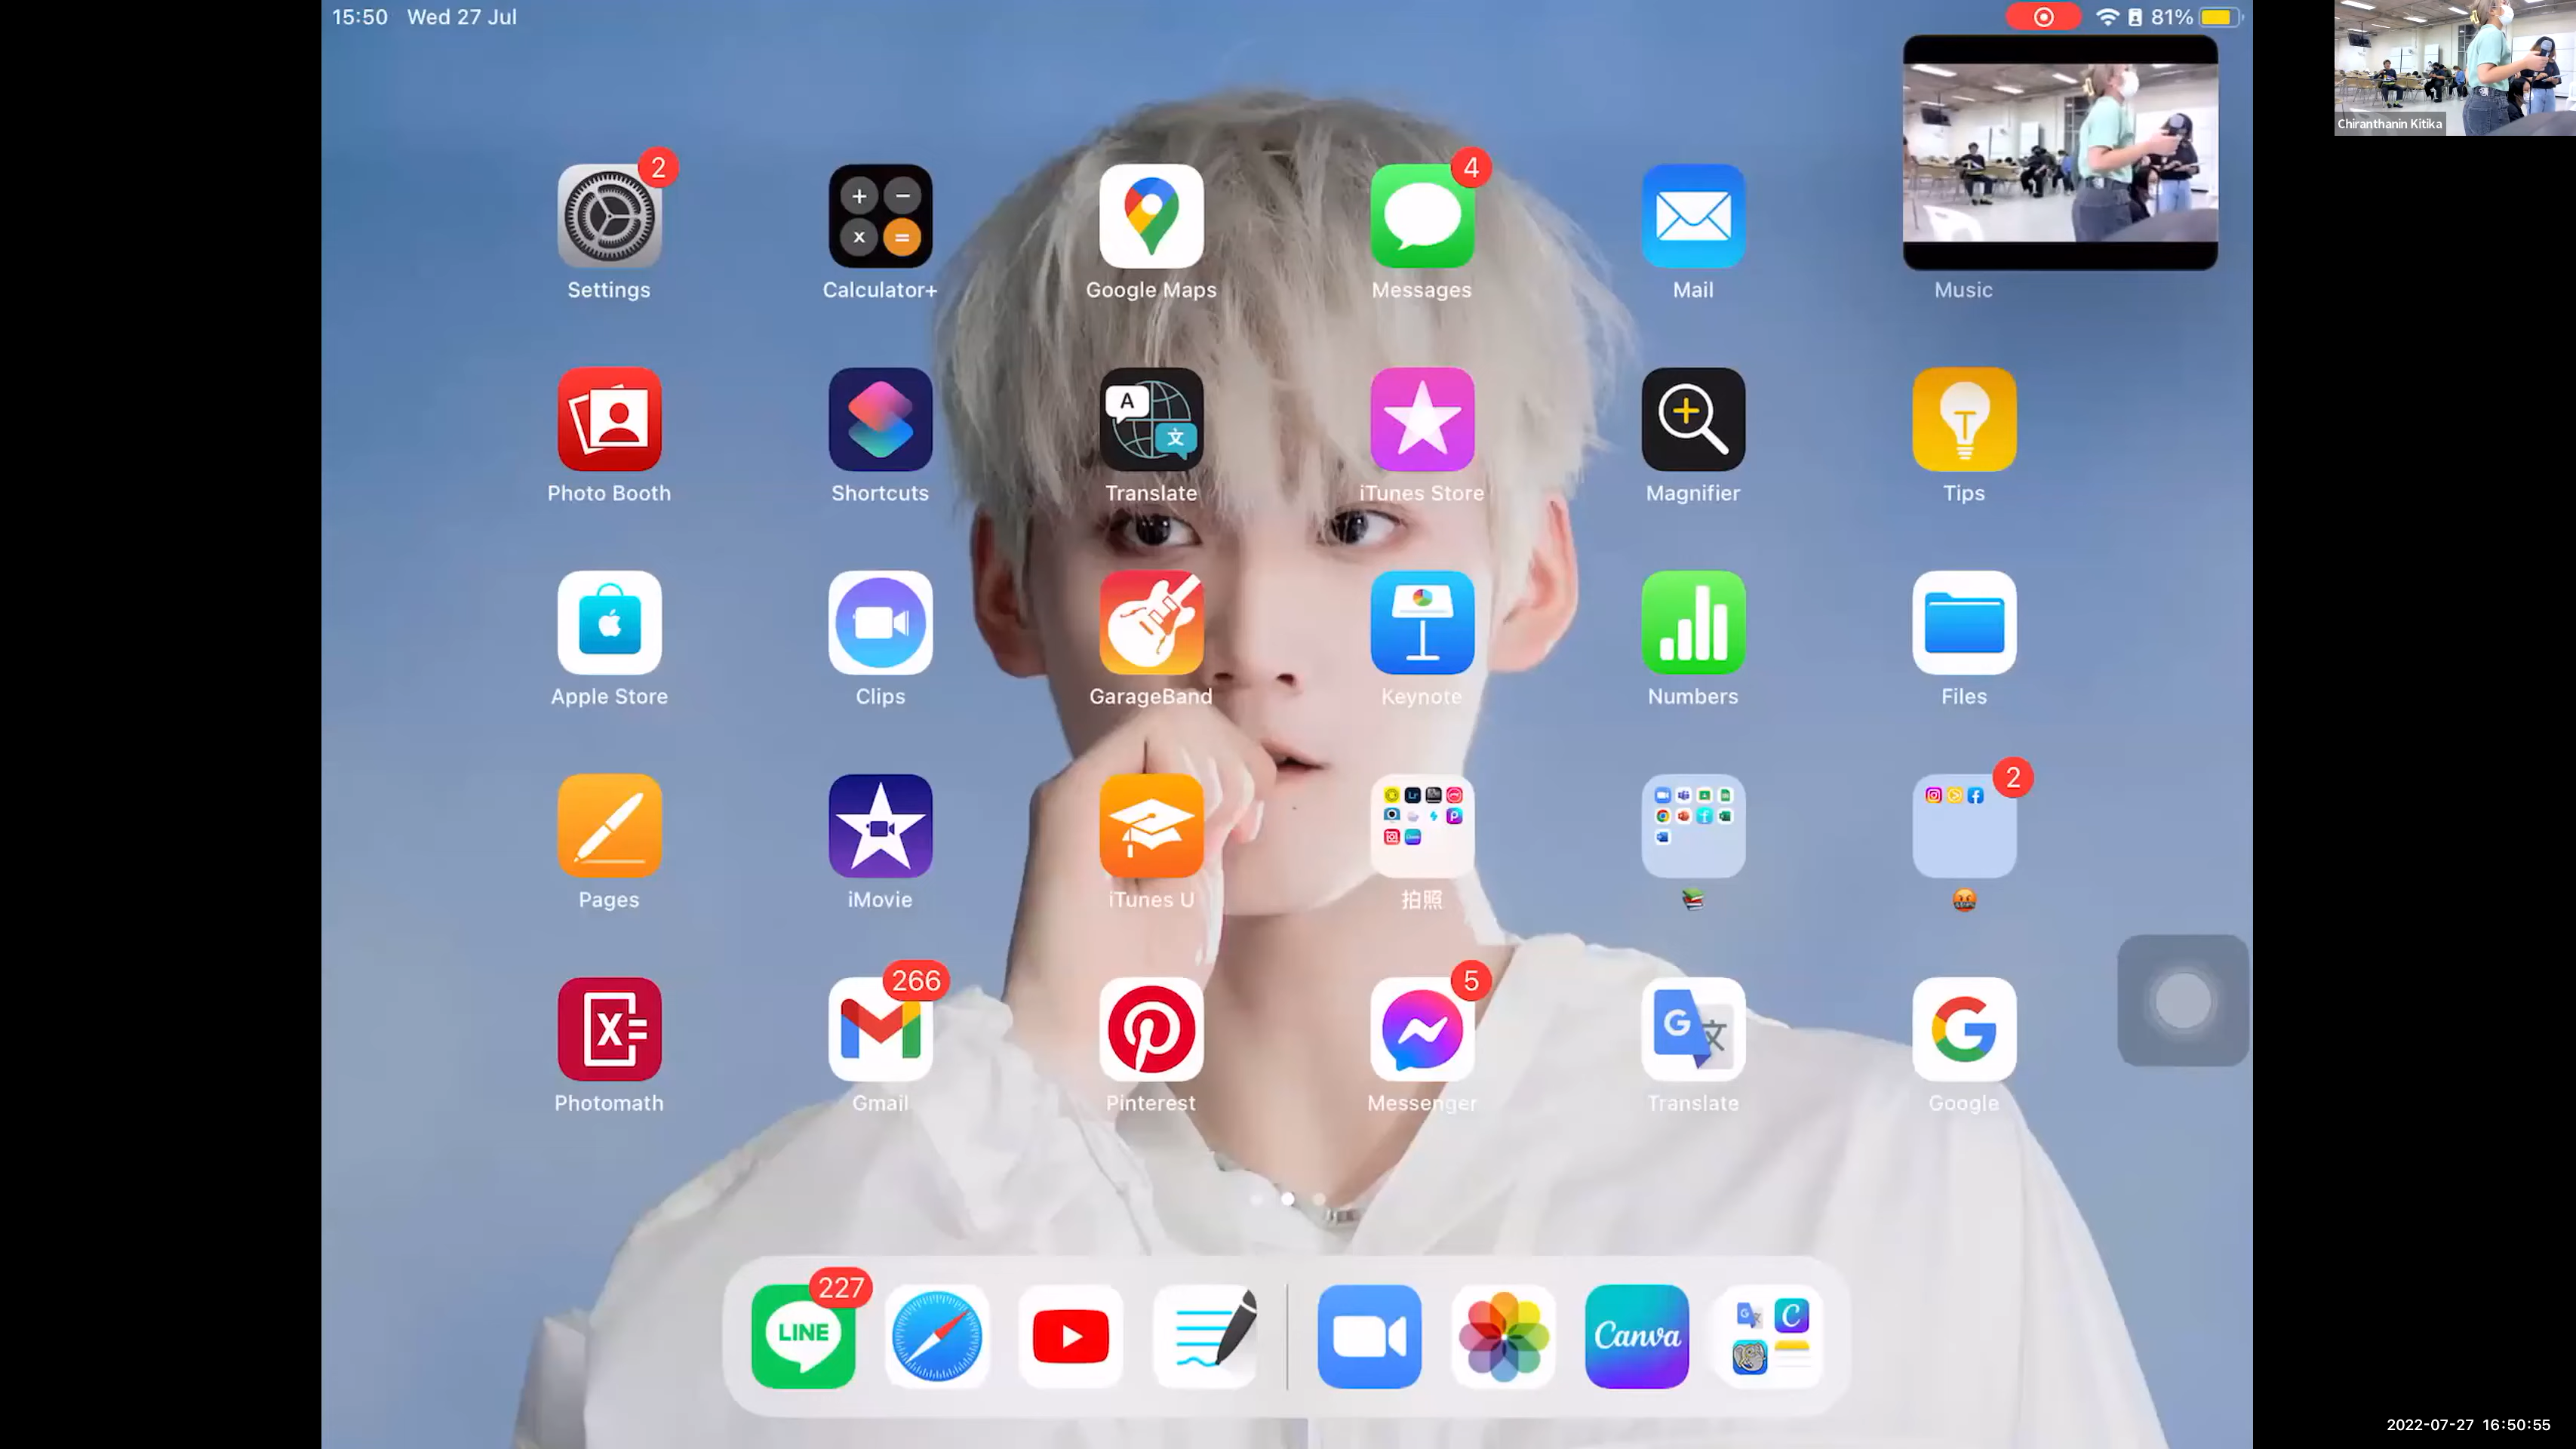 15:50 Wed 27 Jul
81%
Chiranthanin Kitika
2
4
Settings
Calculator+
Google Maps
Messages
Mail
Music
A
文
Photo Booth
Shortcuts
Translate
iTunes Store
Magnifier
Tips
Apple Store
Clips
GarageBand
Keynote
Numbers
Files
2
Lr
Pages
iMovie
iTunes U
拍照
266
5
X=
G 文
Photomath
Gmail
Pinterest
Messenger
Translate
Google
227
LINE
Canva
G C
2022-07-27 16:50:55